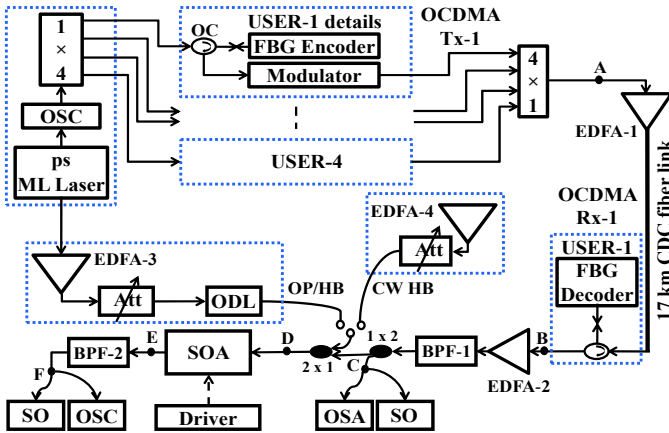 1
×
4
OSC
ps
ML Laser
USER-1 details
OC
FBG Encoder
Modulator
OCDMA
Tx-1
USER-4
4
×
1
A
EDFA-1
17 km CDC fiber link
OCDMA
Rx-1
USER-1
FBG
Decoder
EDFA-4
Att
CW HB
EDFA-3
Att
ODL
OP/HB
B
EDFA-2
BPF-1
1 x 2
C
2 x 1
D
SOA
E
BPF-2
F
SO
OSC
Driver
OSA
SO